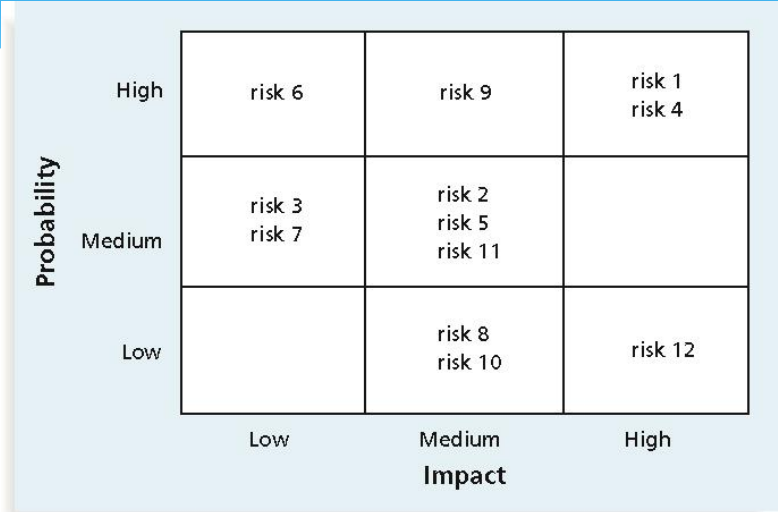 High
risk 6
risk 9
risk 1
risk 4
Probability
Medium
risk 3
risk 7
risk 2
risk 5
risk 11
Low
risk 8
risk 10
risk 12
Low
Medium
High
Impact